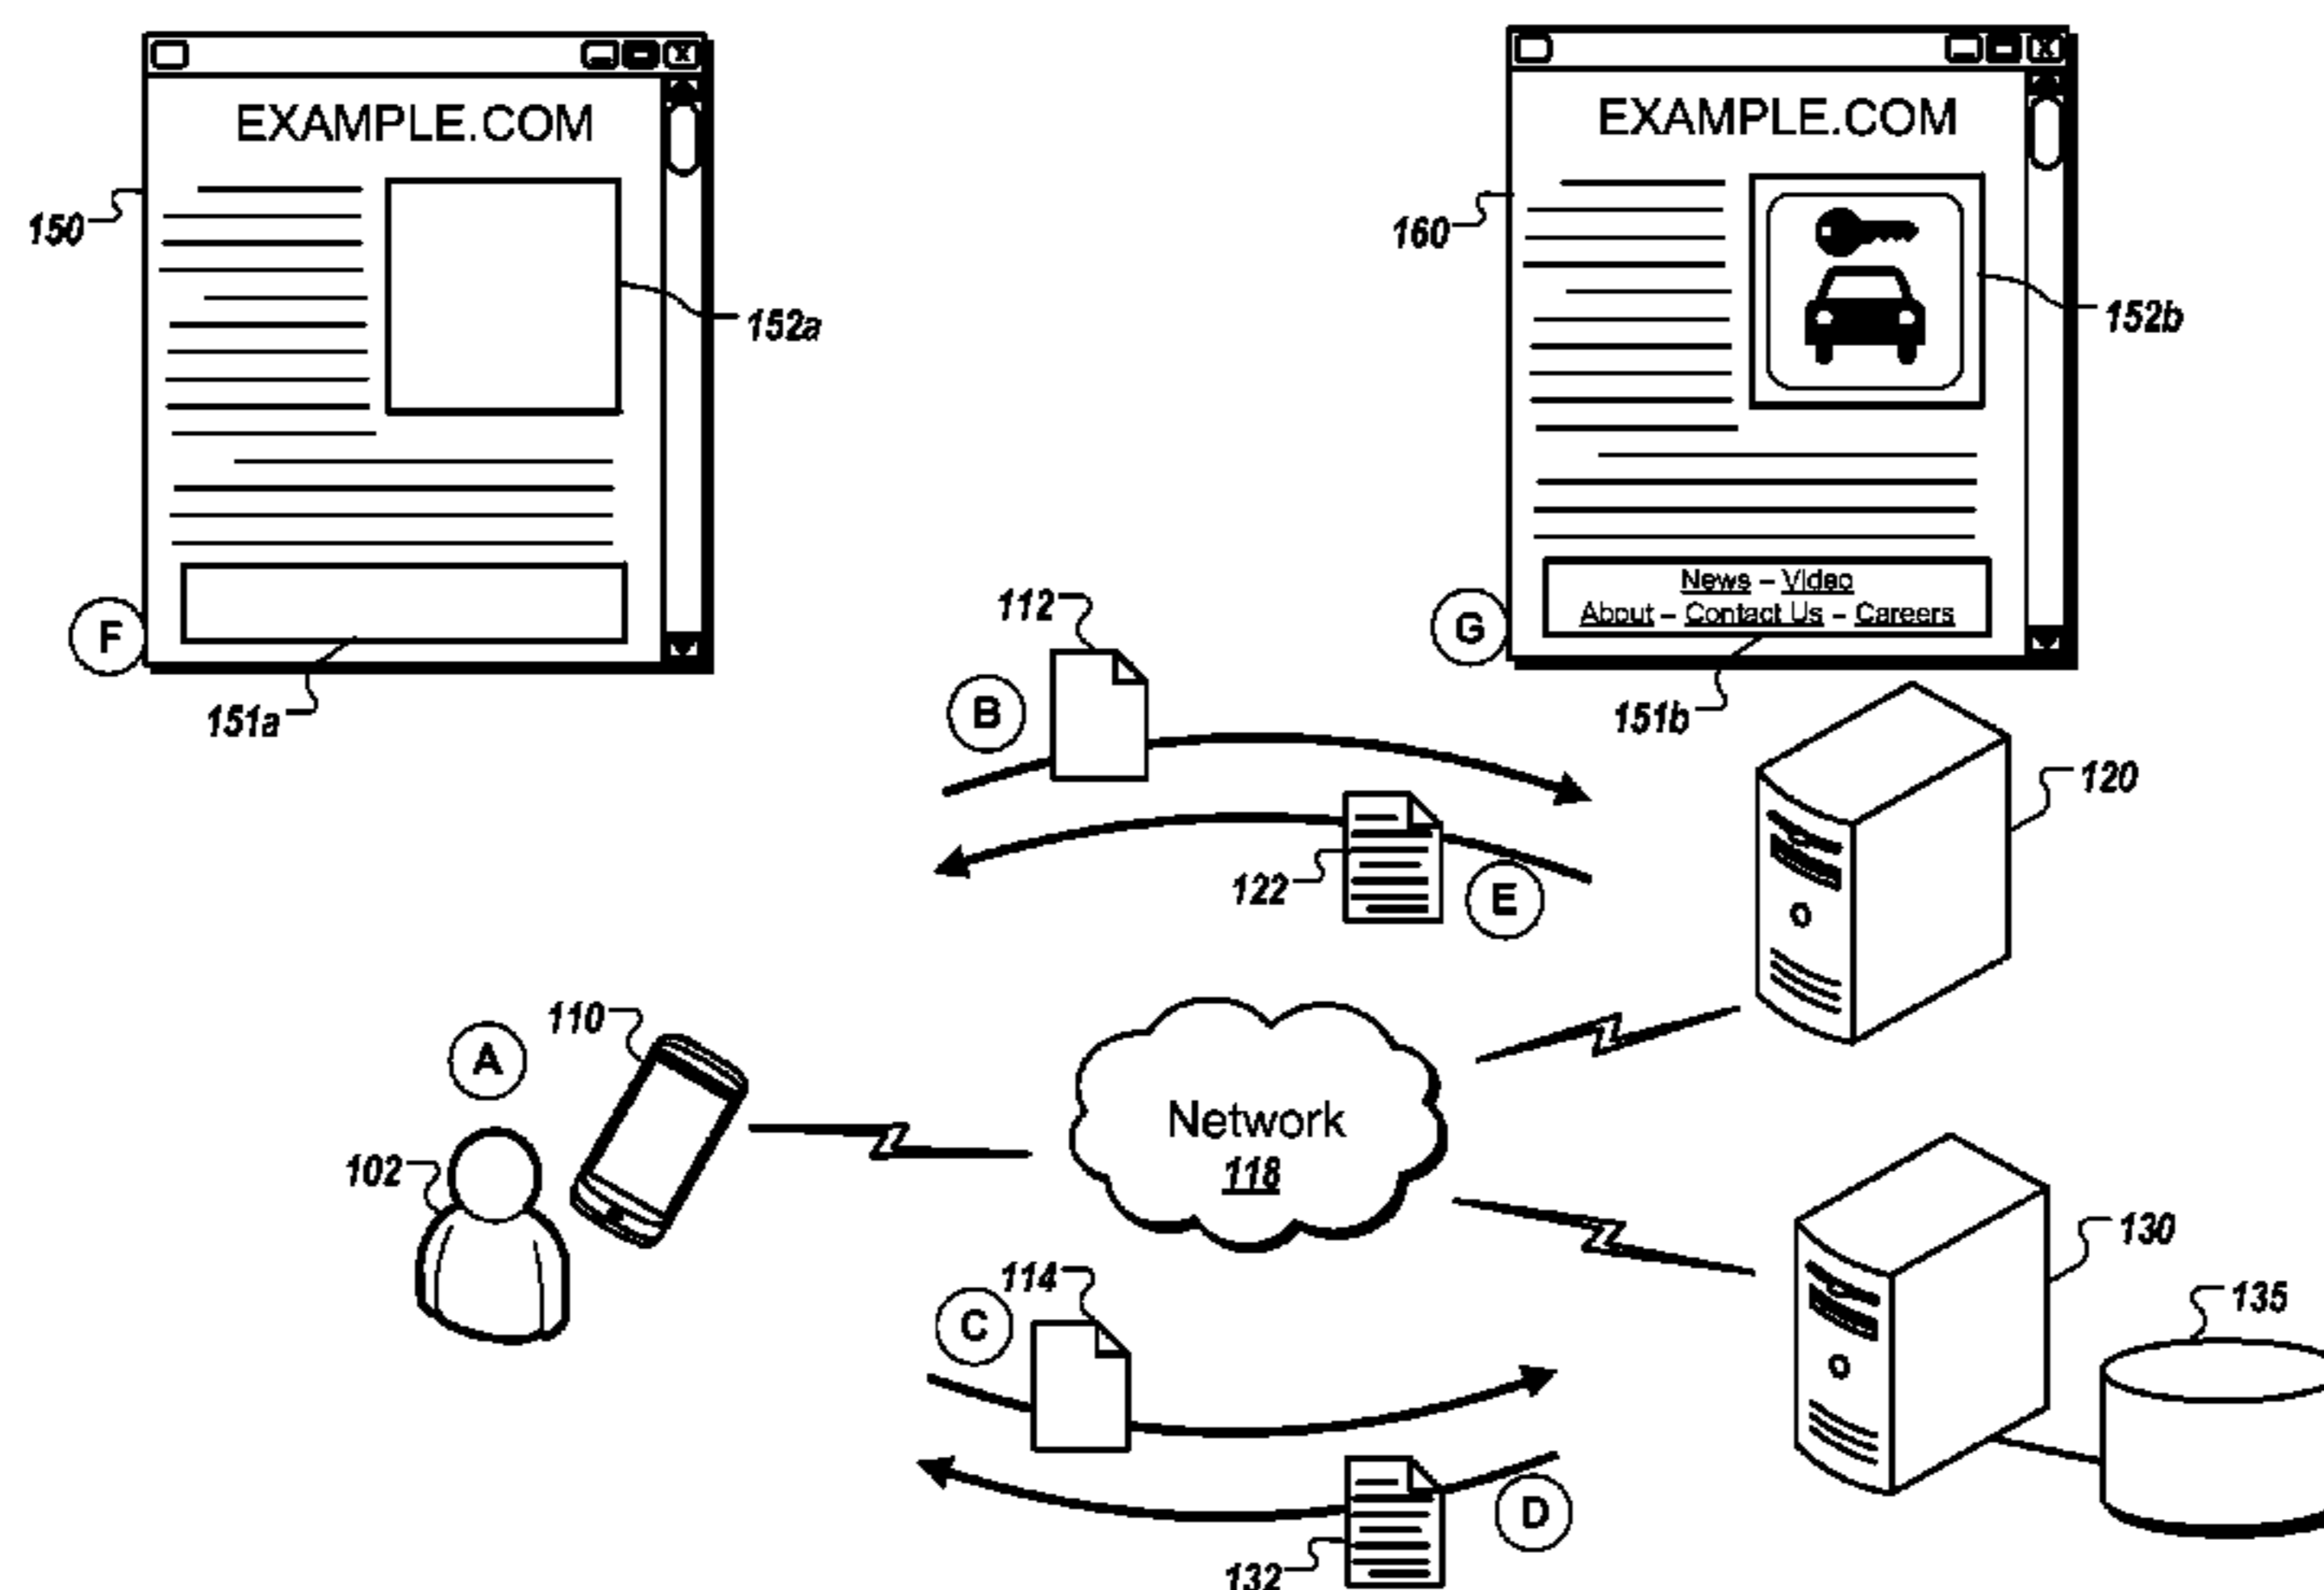 EXAMPLE.COM
150
152a
F
151a
EXAMPLE.COM
160
152b
News – Video
About – Contact Us – Careers
G
151b
112
B
120
122
E
110
A
102
Network
118
130
135
114
C
D
132